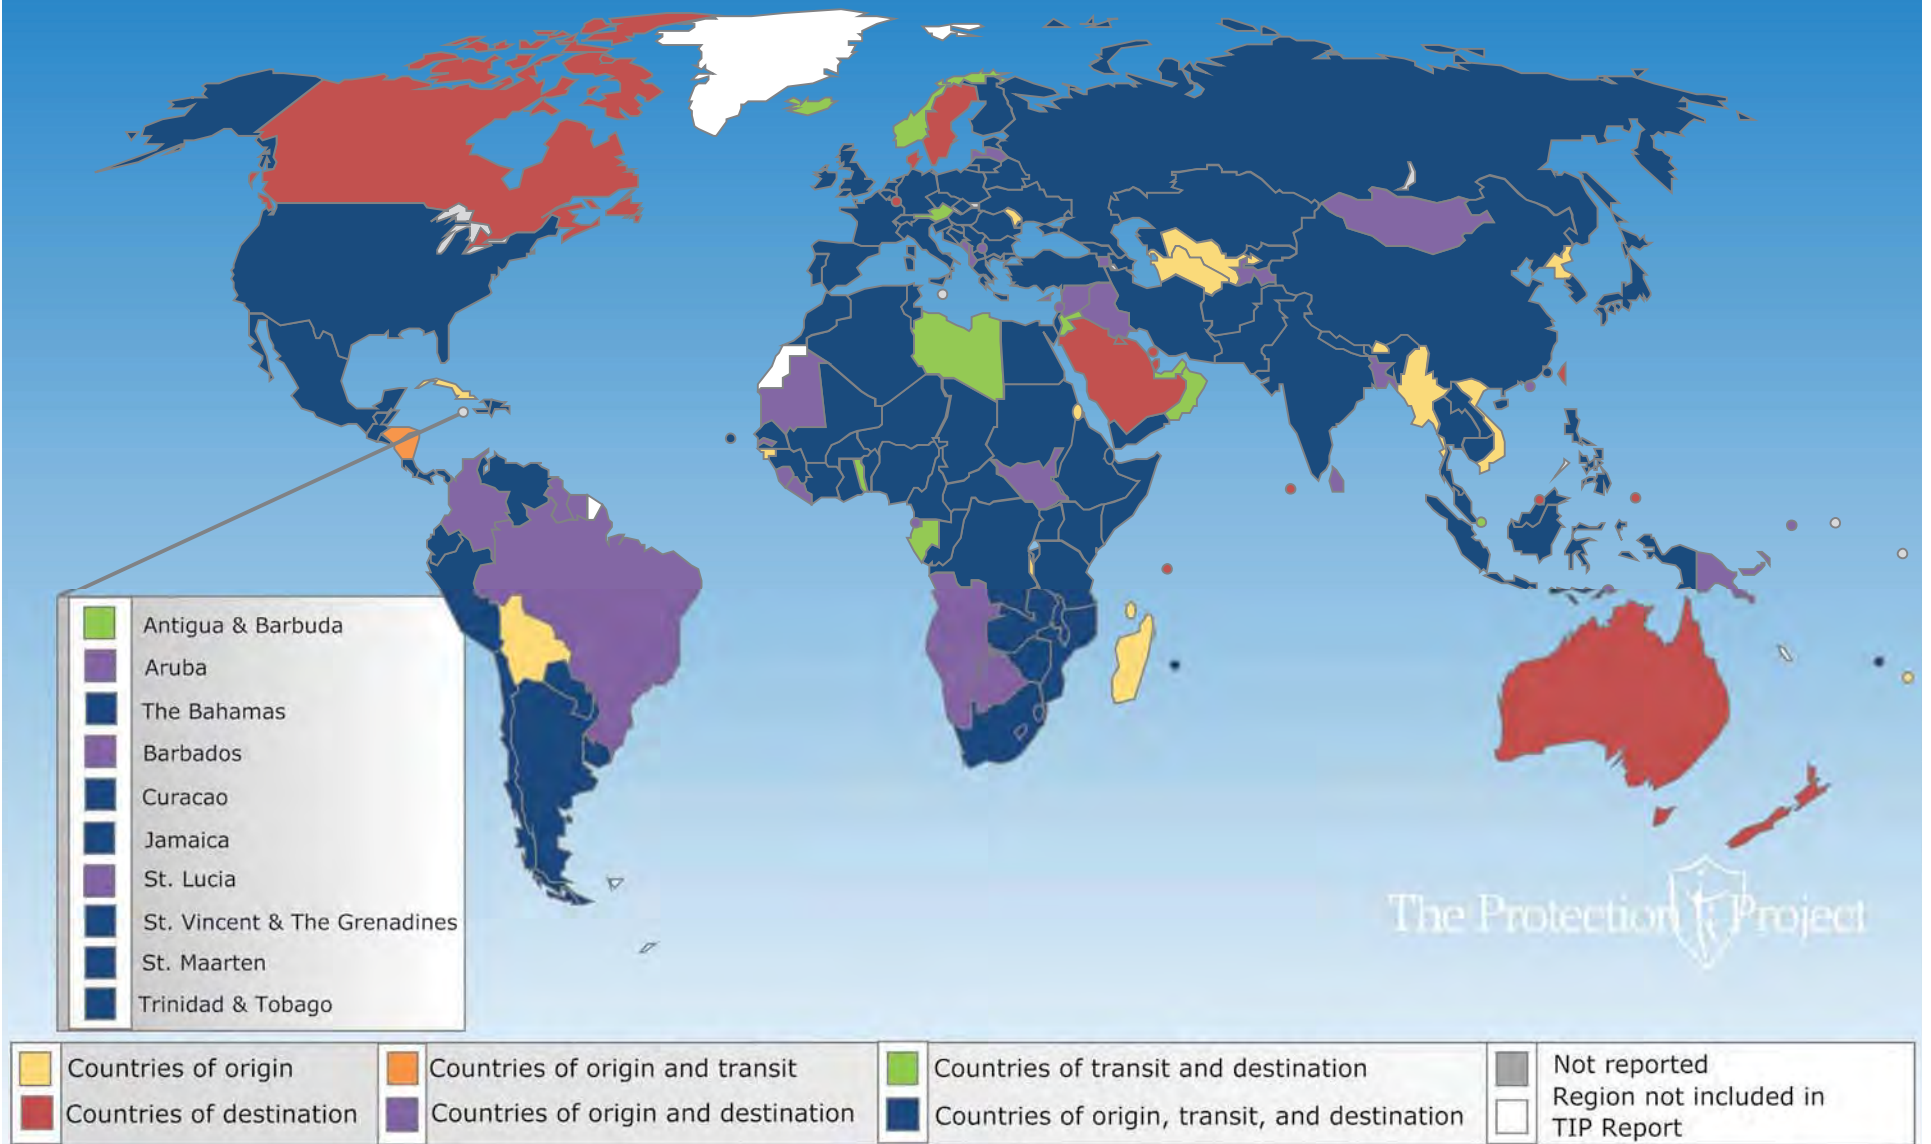 Antigua & Barbuda
Aruba
The Bahamas
Barbados
Curacao
Jamaica
St. Lucia
St. Vincent & The Grenadines
St. Maarten
Trinidad & Tobago
The Protection Project
Countries of origin
Countries of destination
Countries of origin and transit
Countries of origin and destination
Countries of transit and destination
Countries of origin, transit, and destination
Not reported
Region not included in
TIP Report